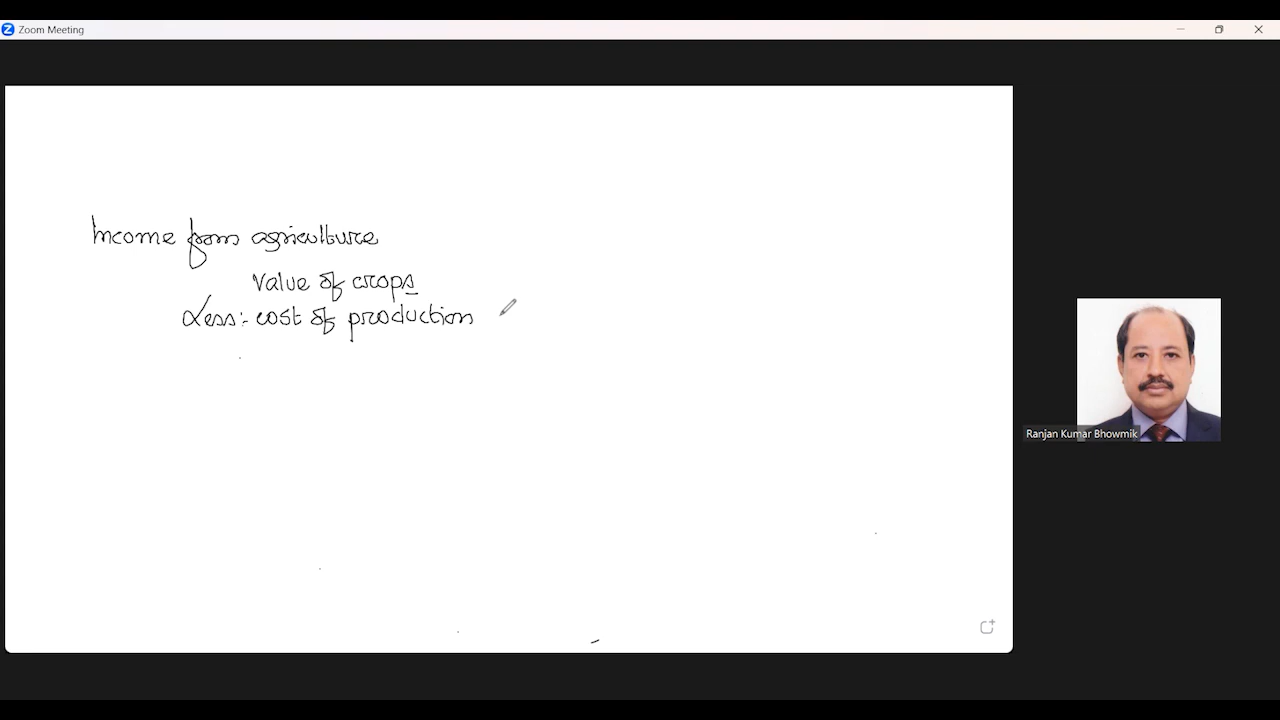 Zoom Meeting
Income from agriculture
Value of crops
Less:- cost of production
Ranjan Kumar Bhowmik